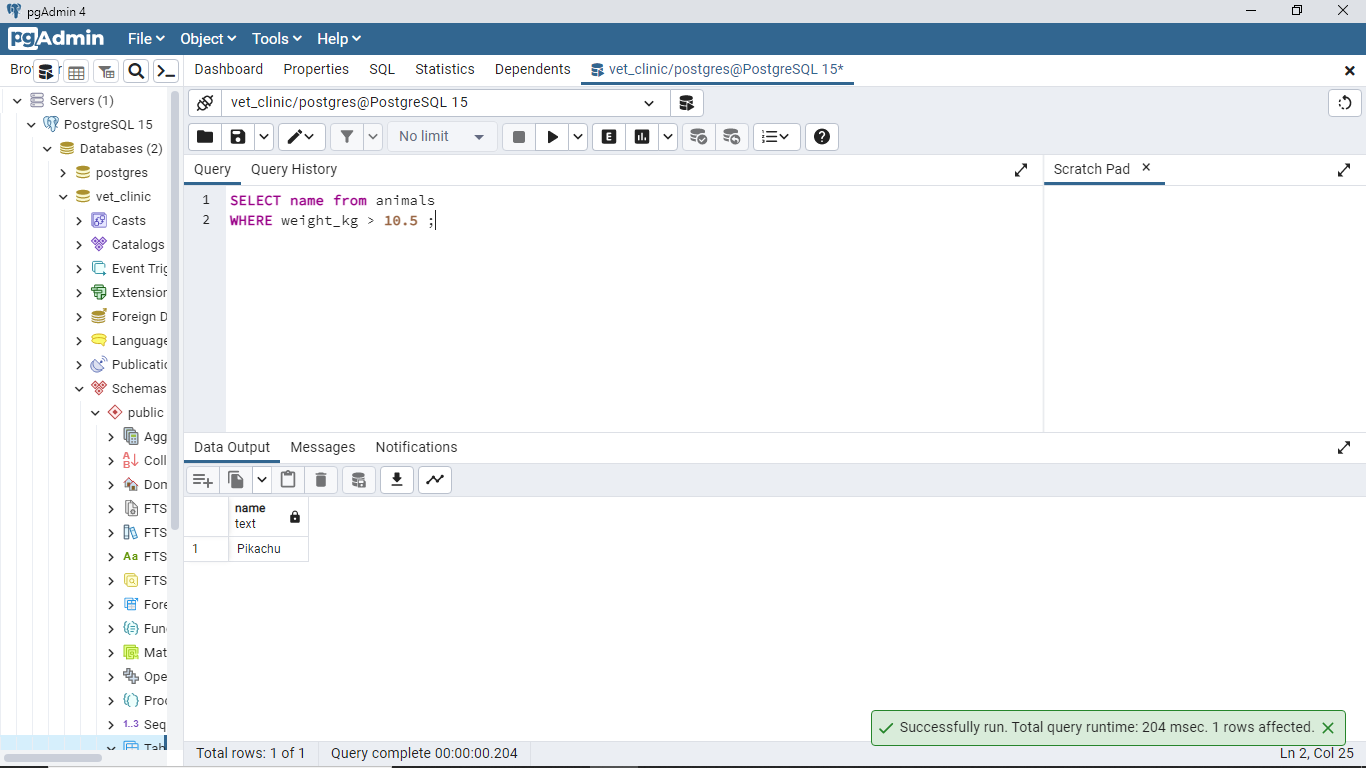 pgAdmin 4
pgAdmin File Object Tools Help
Dashboard Properties SQL Statistics Dependents vet_clinic/postgres@PostgreSQL 15*
vet_clinic/postgres@PostgreSQL 15
No limit
E
Query Query History
Scratch Pad
1 SELECT name from animals
2 WHERE weight_kg > 10.5 ;
Servers (1)
PostgreSQL 15
Databases (2)
postgres
vet_clinic
Casts
Catalogs
Event Trig
Extension
Foreign D
Language
Publicatio
Schemas
public
Agg
Coll
Dom
FTS
FTS
Aa FTS
FTS
Fore
Fun
Mat
Ope
Proc
1..3 Seq
Tab
Data Output Messages Notifications
name
text
1 Pikachu
Successfully run. Total query runtime: 204 msec. 1 rows affected.
Total rows: 1 of 1 Query complete 00:00:00.204 Ln 2, Col 25